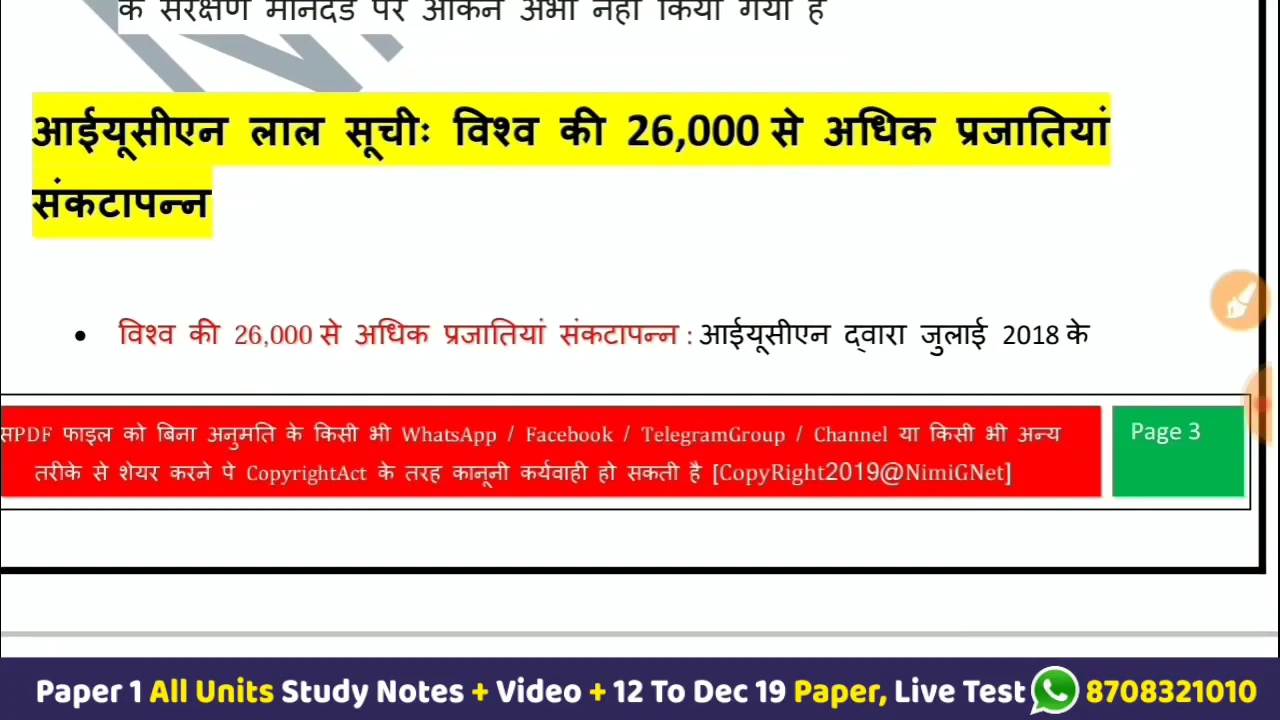 के संरक्षण मानदंड पर आंकन अभी नहीं किया गया है
आईयूसीएन लाल सूचीः विश्व की 26,000 से अधिक प्रजातियां
संकटापन्न
• विश्व की 26,000 से अधिक प्रजातियां संकटापन्न : आईयूसीएन द्वारा जुलाई 2018 के
सPDF फाइल को बिना अनुमति के किसी भी WhatsApp / Facebook / TelegramGroup / Channel या किसी भी अन्य
तरीके से शेयर करने पे CopyrightAct के तरह कानूनी कर्यवाही हो सकती है [CopyRight2019@NimiGNet]
Page 3
Paper 1 All Units Study Notes + Video + 12 To Dec 19 Paper, Live Test 8708321010